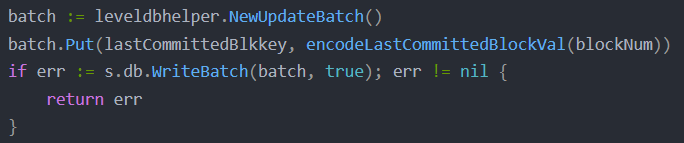 batch := leveldbhelper.NewUpdateBatch()
batch.Put(lastCommittedBlkkey, encodeLastCommittedBlockVal(blockNum))
if err := s.db.WriteBatch(batch, true); err != nil {
    return err
}